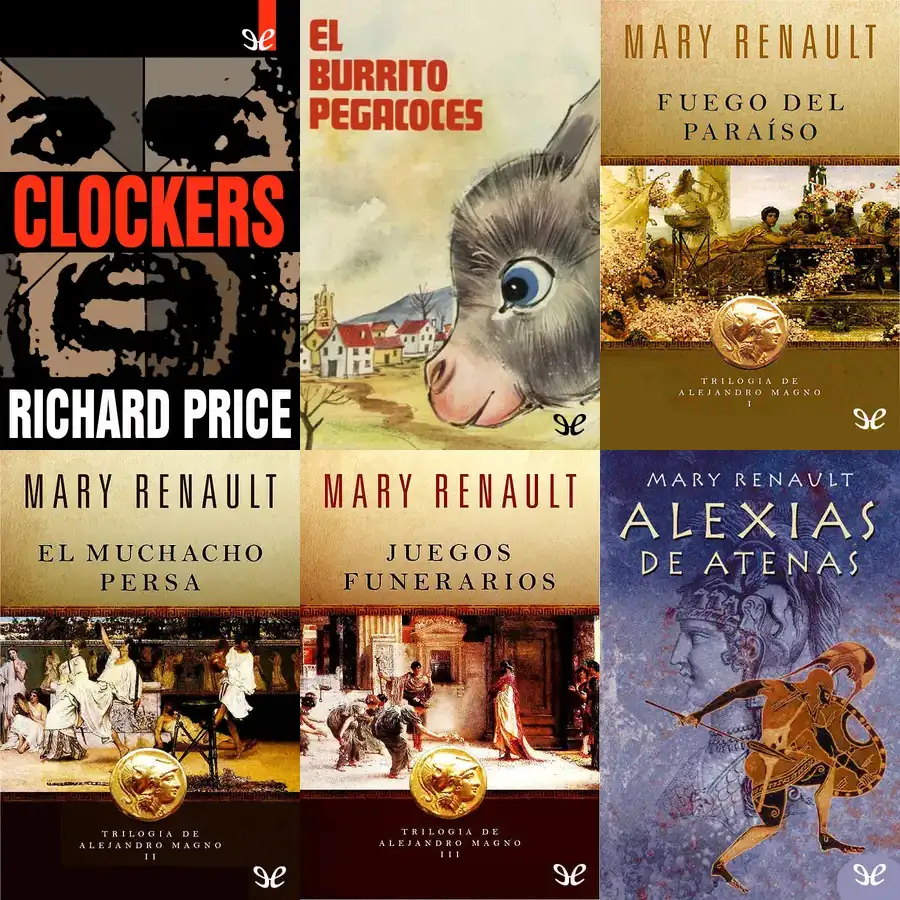 CLOCKERS
RICHARD PRICE
EL
BURRITO
PEGACOCES
MARY RENAULT
FUEGO DEL
PARAÍSO
TRILOGIA DE
ALEJANDRO MAGNO
I
MARY RENAULT
EL MUCHACHO
PERSA
TRILOGIA DE
ALEJANDRO MAGNO
II
MARY RENAULT
JUEGOS
FUNERARIOS
TRILOGIA DE
ALEJANDRO MAGNO
III
MARY RENAULT
ALEXIAS
DE ATENAS